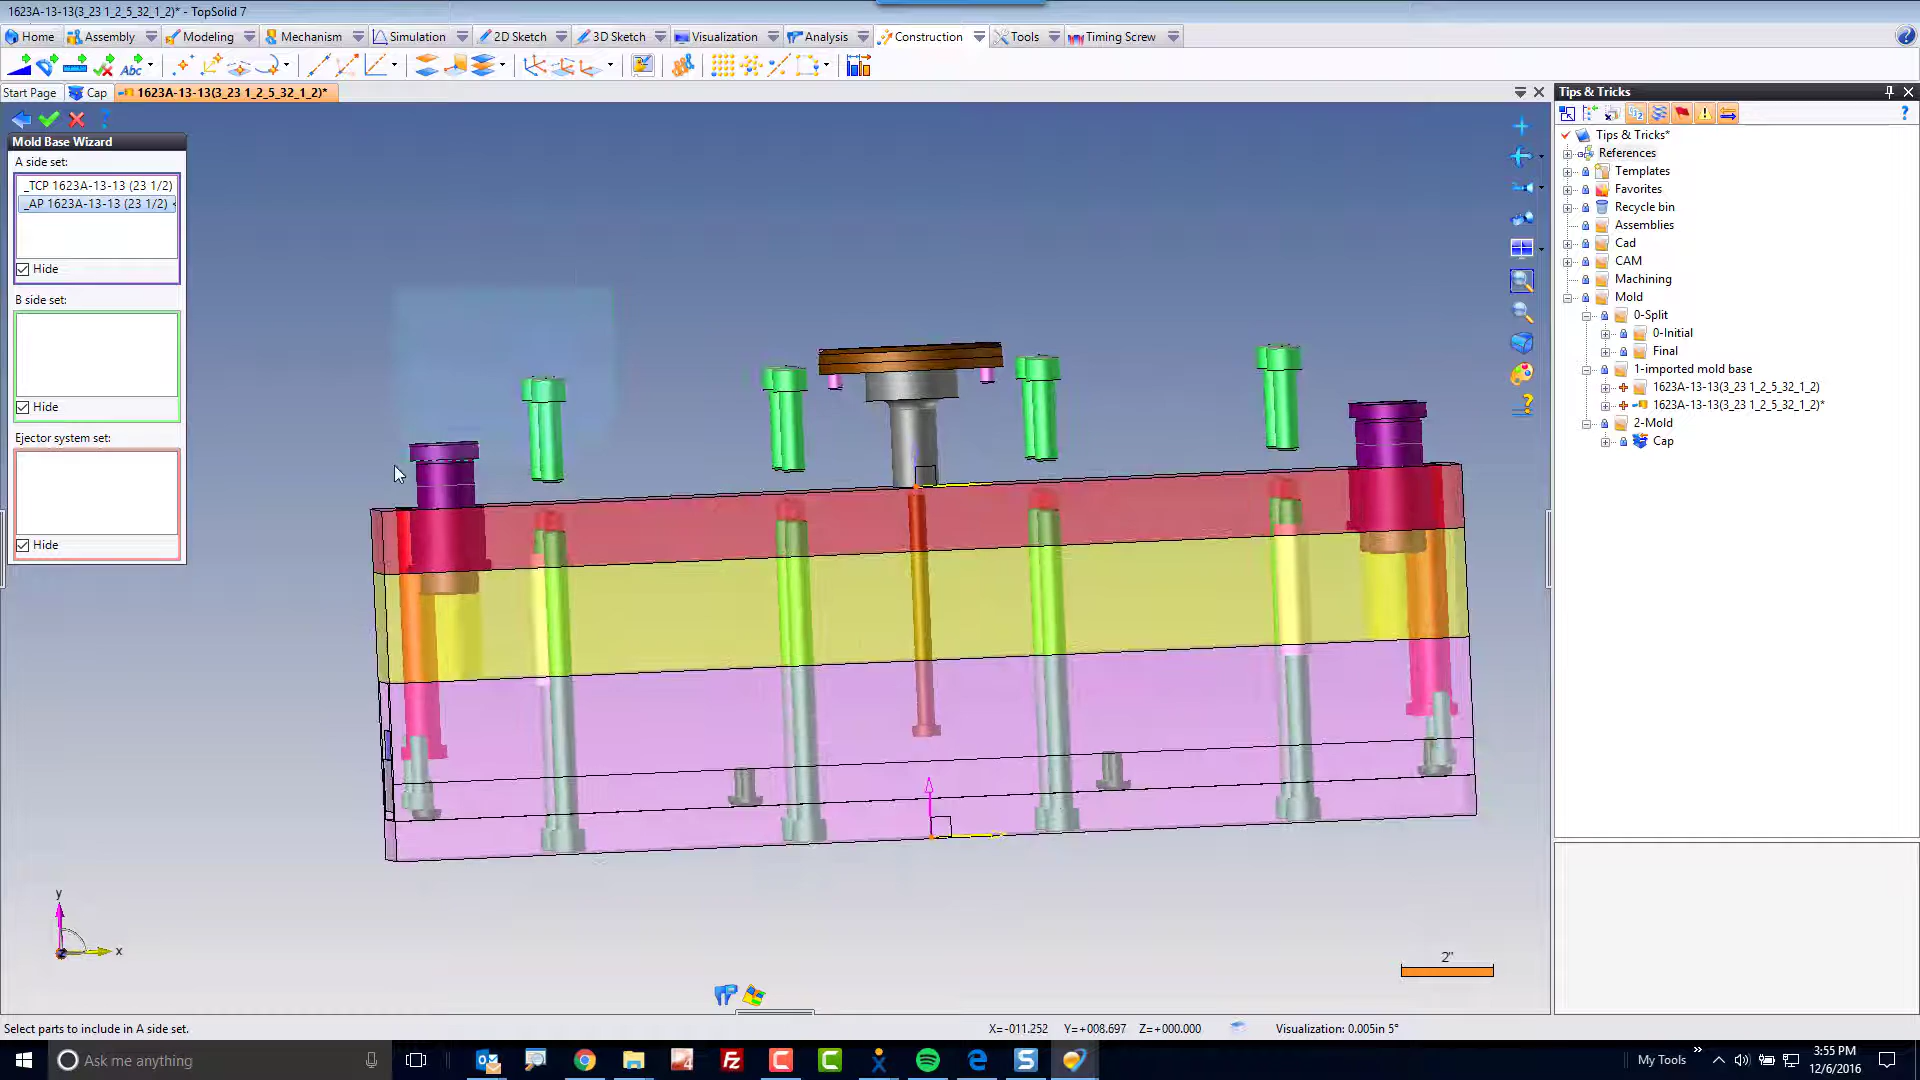 1623A-13-13(3_23 1_2_5_32_1_2)* - TopSolid 7
Home Assembly Modeling Mechanism Simulation 2D Sketch 3D Sketch Visualization Analysis Construction Tools Timing Screw
Abc
Start Page Cap 1623A-13-13(3_23 1_2_5_32_1_2)*
Tips & Tricks
Mold Base Wizard
A side set:
_TCP 1623A-13-13 (23 1/2)
_AP 1623A-13-13 (23 1/2)
Hide
B side set:
Hide
Ejector system set:
Hide
Tips & Tricks*
References
Templates
Favorites
Recycle bin
Assemblies
Cad
CAM
Machining
Mold
0-Split
0-Initial
Final
1-imported mold base
1623A-13-13(3_23 1_2_5_32_1_2)
1623A-13-13(3_23 1_2_5_32_1_2)*
2-Mold
Cap
y
x
2"
Select parts to include in A side set.
X=-011.252 Y=+008.697 Z=+000.000 Visualization: 0.005in 5°
Ask me anything
My Tools
3:55 PM
12/6/2016